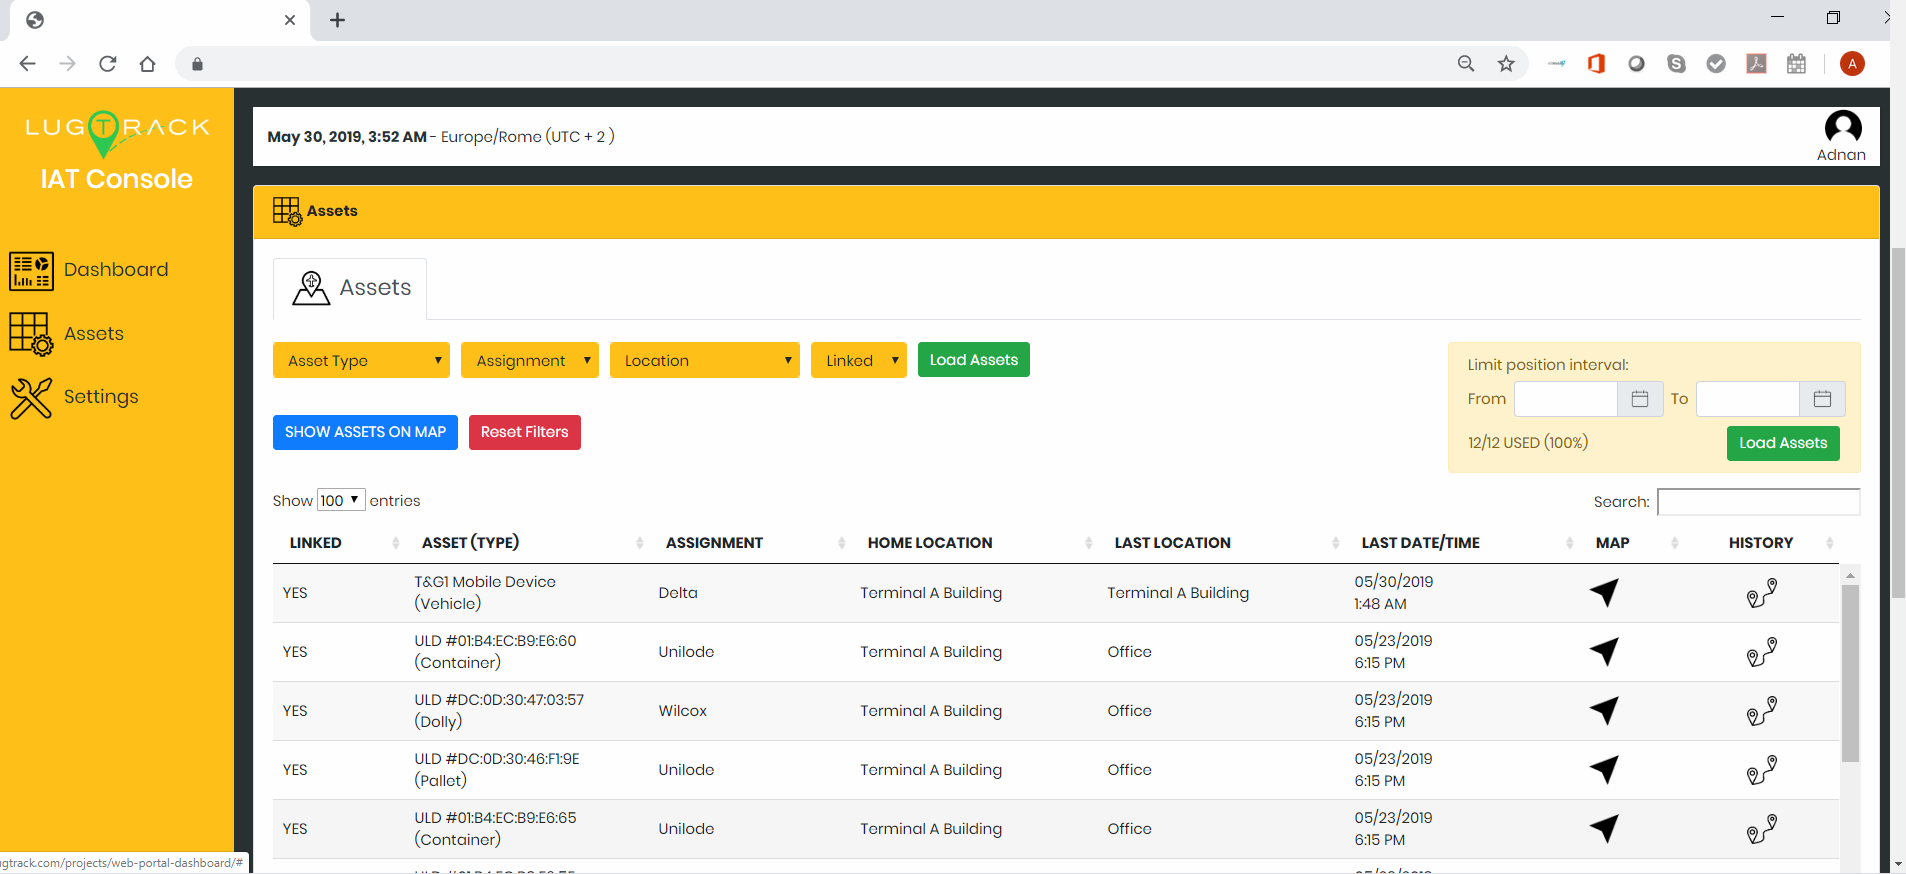 A
LUGTRACK
IAT Console
Dashboard
Assets
Settings
May 30, 2019, 3:52 AM - Europe/Rome (UTC + 2 )
Adnan
Assets
Assets
Asset Type Assignment Location Linked Load Assets
SHOW ASSETS ON MAP Reset Filters
Limit position interval:
From To
12/12 USED (100%) Load Assets
Show 100 entries
Search:
LINKED ASSET (TYPE) ASSIGNMENT HOME LOCATION LAST LOCATION LAST DATE/TIME MAP HISTORY
YES T&G1 Mobile Device (Vehicle) Delta Terminal A Building Terminal A Building 05/30/2019 1:48 AM
YES ULD #01:B4:EC:B9:E6:60 (Container) Unilode Terminal A Building Office 05/23/2019 6:15 PM
YES ULD #DC:0D:30:47:03:57 (Dolly) Wilcox Terminal A Building Office 05/23/2019 6:15 PM
YES ULD #DC:0D:30:46:F1:9E (Pallet) Unilode Terminal A Building Office 05/23/2019 6:15 PM
YES ULD #01:B4:EC:B9:E6:65 (Container) Unilode Terminal A Building Office 05/23/2019 6:15 PM
gtrack.com/projects/web-portal-dashboard/#